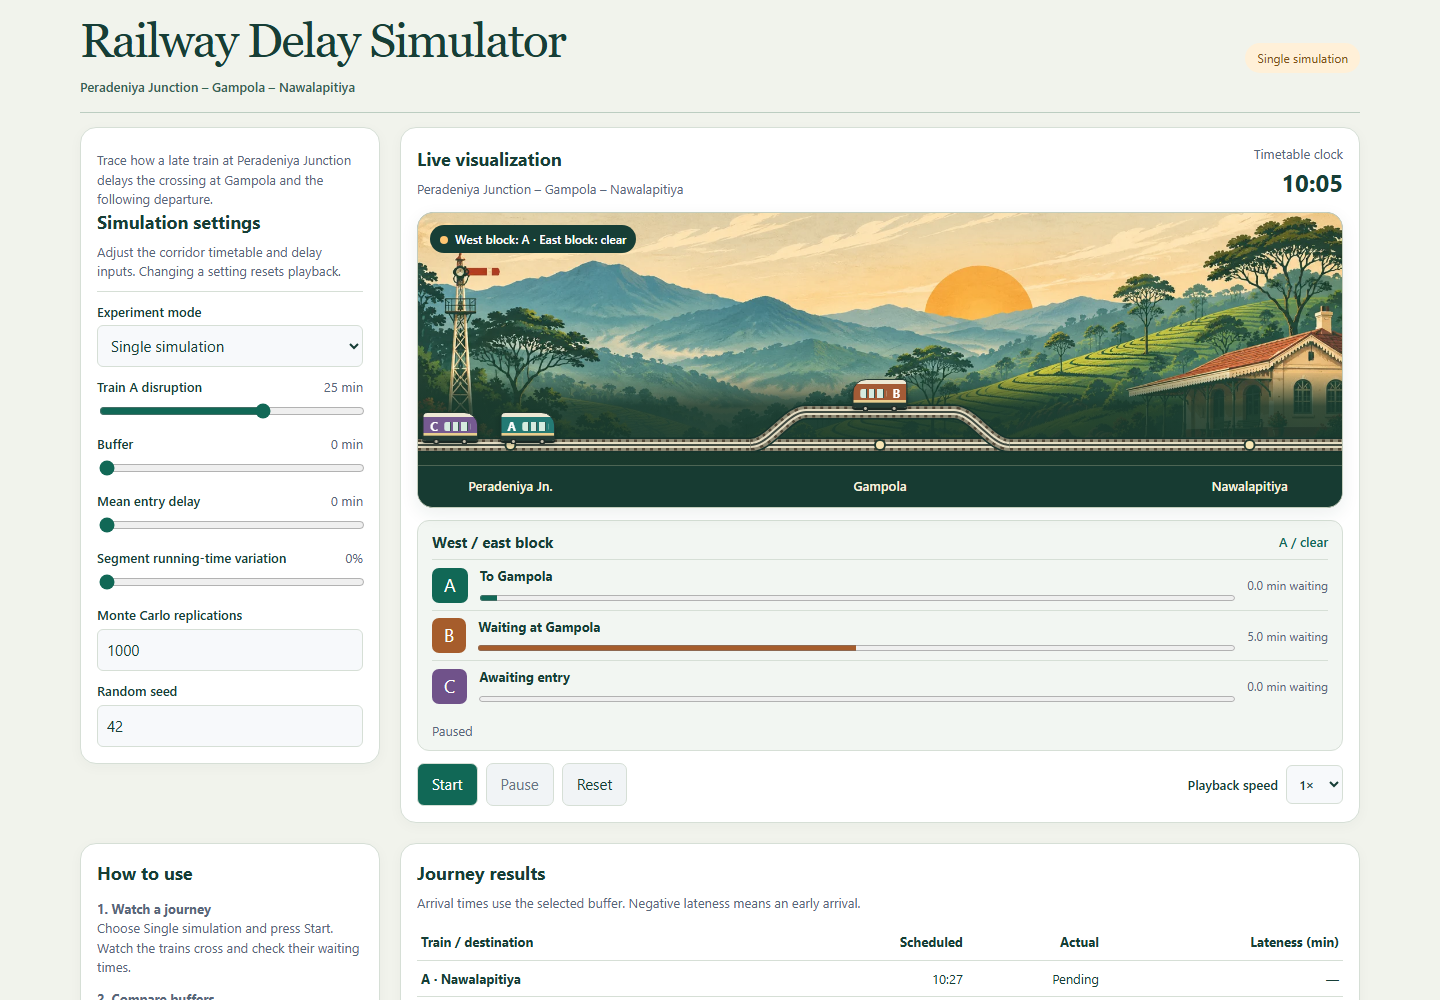 Railway Delay Simulator
Peradeniya Junction – Gampola – Nawalapitiya
Single simulation
Trace how a late train at Peradeniya Junction
delays the crossing at Gampola and the
following departure.
Simulation settings
Adjust the corridor timetable and delay
inputs. Changing a setting resets playback.
Experiment mode
Single simulation
Train A disruption 25 min
Buffer 0 min
Mean entry delay 0 min
Segment running-time variation 0%
Monte Carlo replications
1000
Random seed
42
Live visualization
Peradeniya Junction – Gampola – Nawalapitiya
Timetable clock
10:05
West block: A · East block: clear
B
C
A
Peradeniya Jn.
Gampola
Nawalapitiya
West / east block
A / clear
A
To Gampola
0.0 min waiting
B
Waiting at Gampola
5.0 min waiting
C
Awaiting entry
0.0 min waiting
Paused
Start
Pause
Reset
Playback speed
1×
How to use
1. Watch a journey
Choose Single simulation and press Start.
Watch the trains cross and check their waiting
times.
2. Compare buffers
Journey results
Arrival times use the selected buffer. Negative lateness means an early arrival.
Train / destination Scheduled Actual Lateness (min)
A · Nawalapitiya 10:27 Pending —